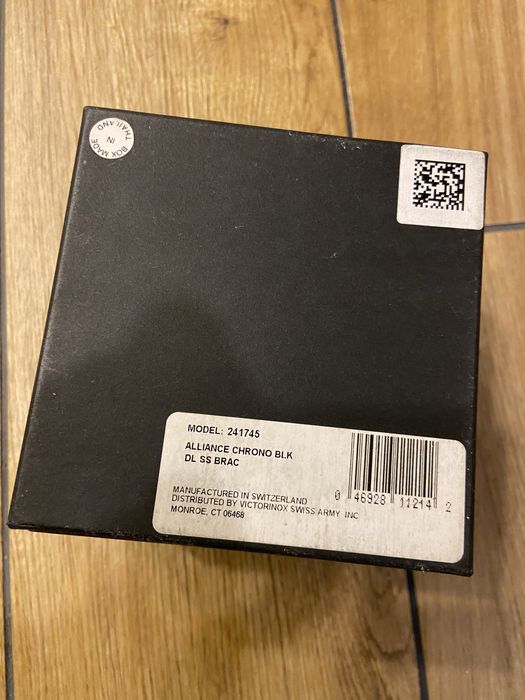 BOX MADE
IN
THAILAND
MODEL: 241745
ALLIANCE CHRONO BLK
DL SS BRAC
MANUFACTURED IN SWITZERLAND
DISTRIBUTED BY VICTORINOX SWISS ARMY INC
MONROE, CT 06468
0 46928 11214 2